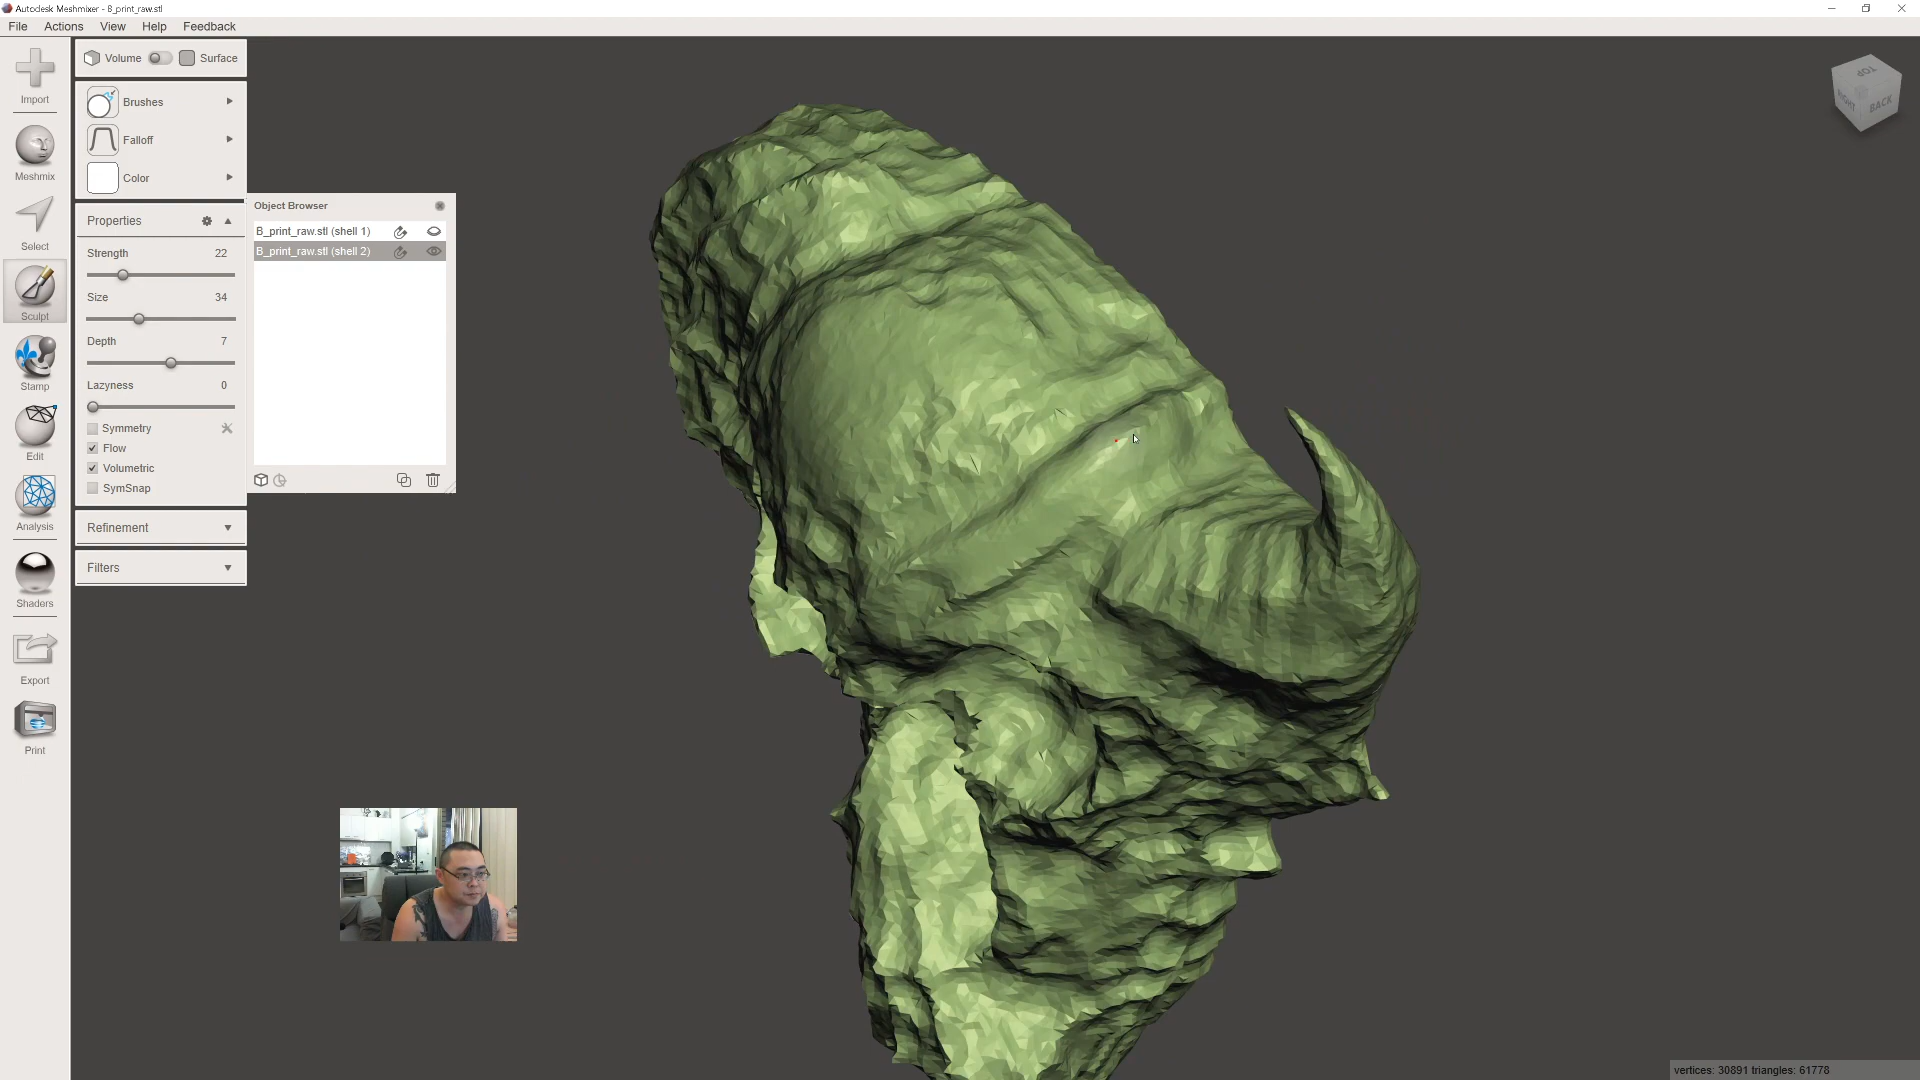 Autodesk Meshmixer - B_print_raw.stl
File Actions View Help Feedback
Import
Meshmix
Select
Sculpt
Stamp
Edit
Analysis
Shaders
Export
Print
Volume Surface
Brushes
Falloff
Color
Properties
Strength 22
Size 34
Depth 7
Lazyness 0
Symmetry
Flow
Volumetric
SymSnap
Refinement
Filters
Object Browser
B_print_raw.stl (shell 1)
B_print_raw.stl (shell 2)
TOP
RIGHT
BACK
vertices: 30891 triangles: 61778